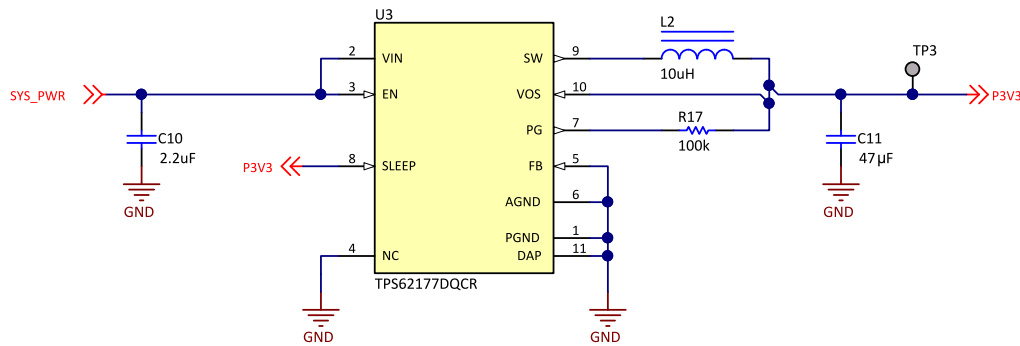 U3
L2
TP3
2 VIN SW 9
10uH
SYS_PWR
3 EN VOS 10
P3V3
R17
7 PG
100k
C10
2.2uF
C11
47µF
P3V3
8 SLEEP FB 5
AGND 6
GND
GND
PGND 1
4 NC DAP 11
TPS62177DQCR
GND
GND